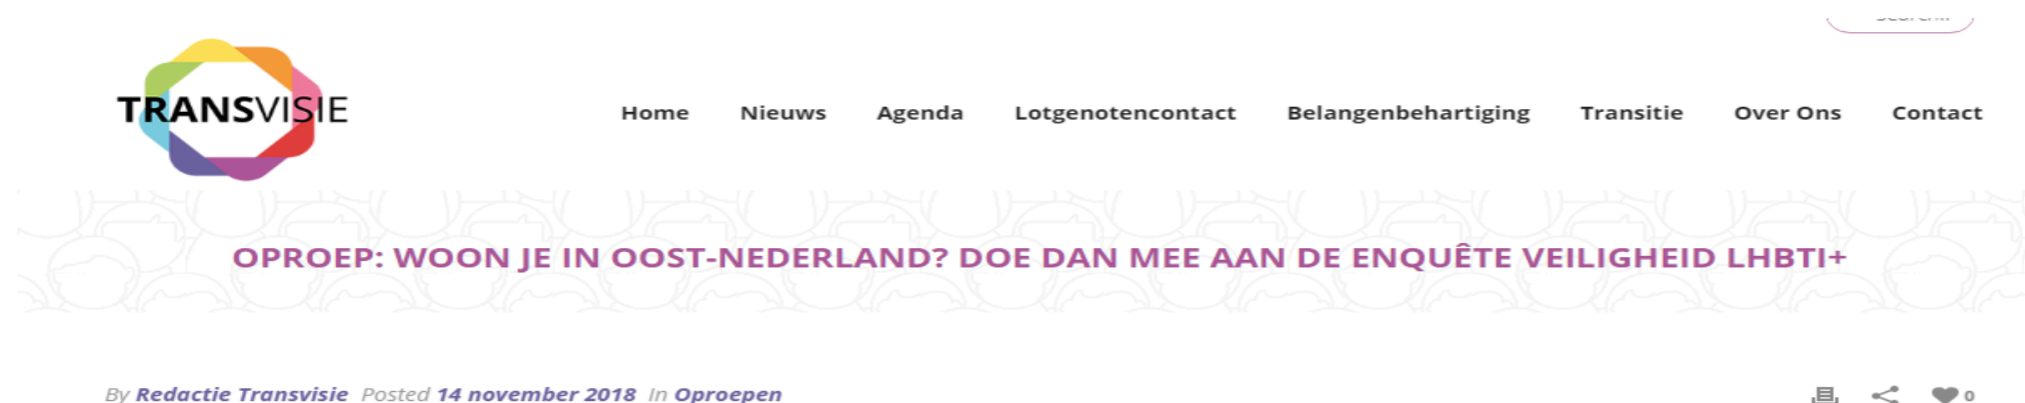 TRANSVISIE
Home Nieuws Agenda Lotgenotencontact Belangenbehartiging Transitie Over Ons Contact
OPROEP: WOON JE IN OOST-NEDERLAND? DOE DAN MEE AAN DE ENQUÊTE VEILIGHEID LHBTI+
By Redactie Transvisie Posted 14 november 2018 In Oproepen
0